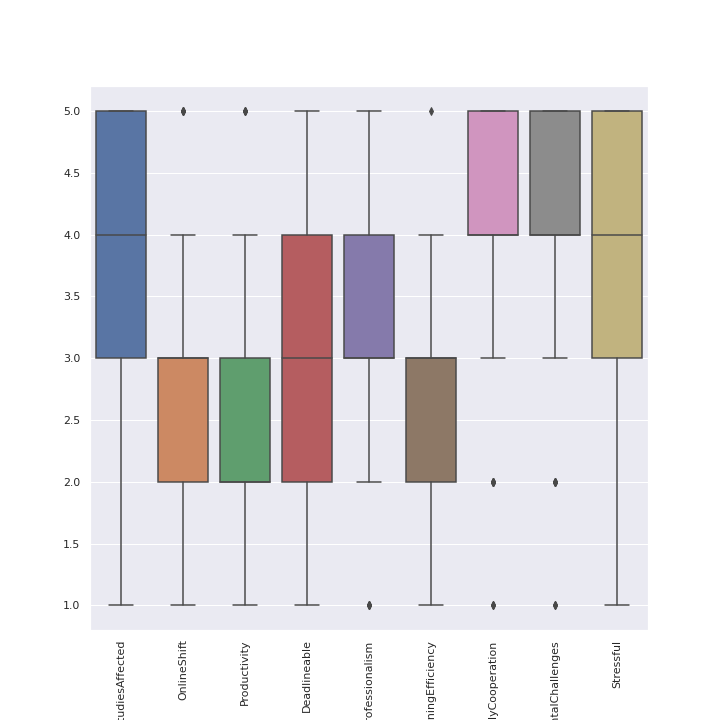 5.0
4.5
4.0
3.5
3.0
2.5
2.0
1.5
1.0
udiesAffected
OnlineShift
Productivity
Deadlineable
ofessionalism
ningEfficiency
lyCooperation
talChallenges
Stressful